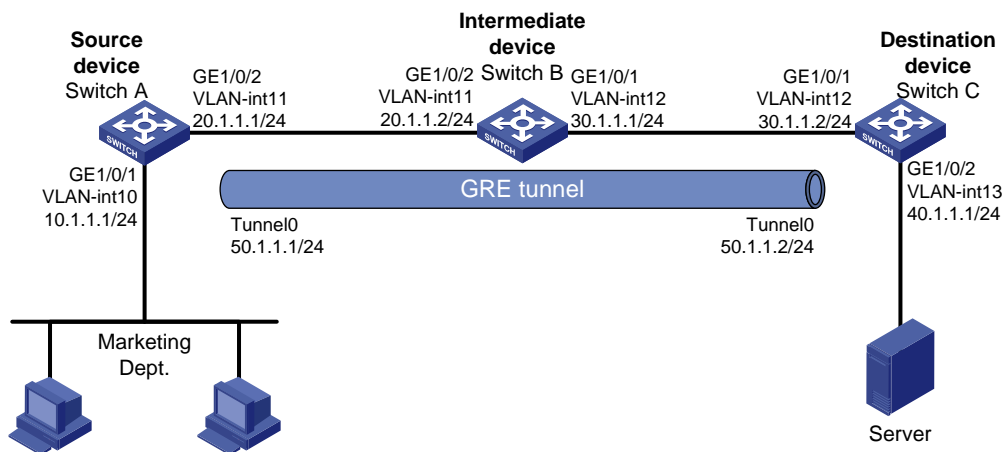 Source
device
Switch A
GE1/0/2
VLAN-int11
20.1.1.1/24
Intermediate
device
Switch B
GE1/0/2
VLAN-int11
20.1.1.2/24
GE1/0/1
VLAN-int12
30.1.1.1/24
GE1/0/1
VLAN-int12
30.1.1.2/24
Destination
device
Switch C
SWITCH
SWITCH
SWITCH
GE1/0/1
VLAN-int10
10.1.1.1/24
GRE tunnel
Tunnel0
50.1.1.1/24
Tunnel0
50.1.1.2/24
GE1/0/2
VLAN-int13
40.1.1.1/24
Marketing
Dept.
Server